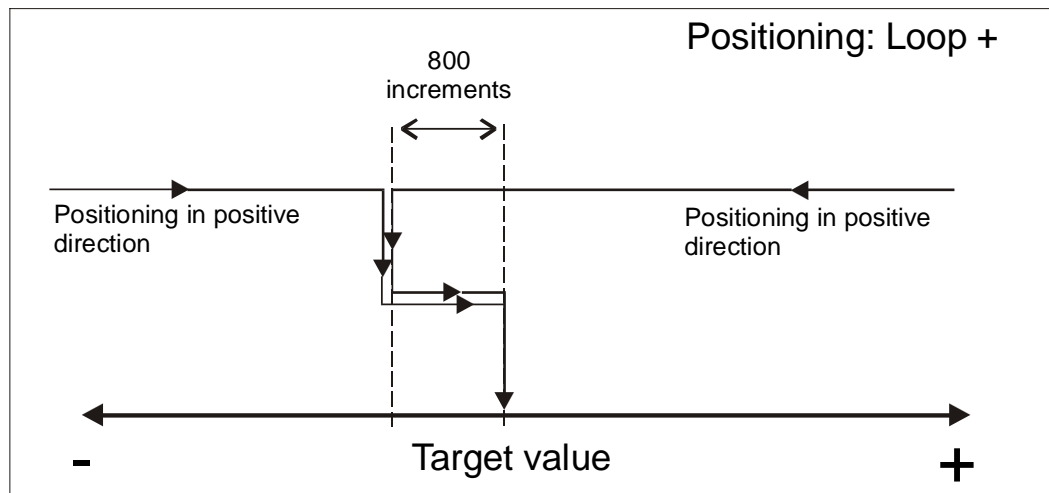 Positioning: Loop +
800
increments
Positioning in positive
direction
Positioning in positive
direction
- Target value +